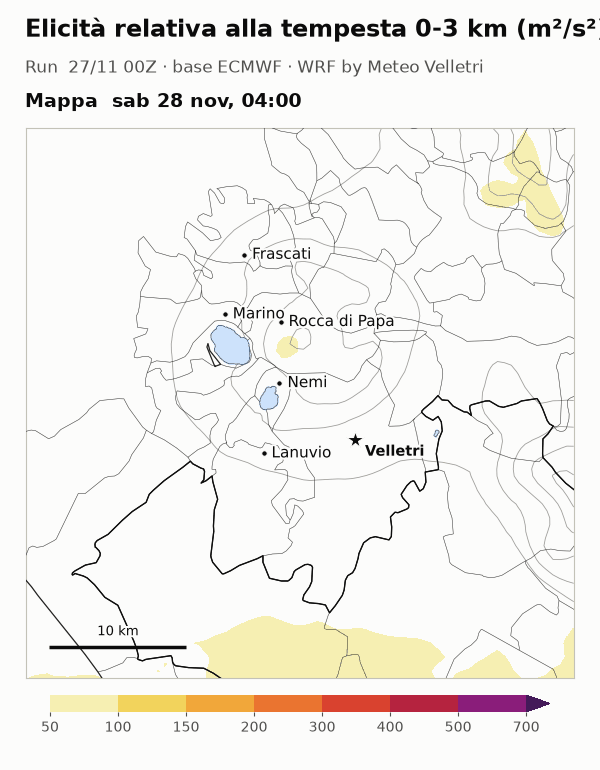 Elicità relativa alla tempesta 0-3 km (m²/s²)
Run  27/11 00Z · base ECMWF · WRF by Meteo Velletri
Mappa  sab 28 nov, 04:00
Frascati
Marino
Rocca di Papa
Nemi
Velletri
Lanuvio
10 km
50 100 150 200 300 400 500 700